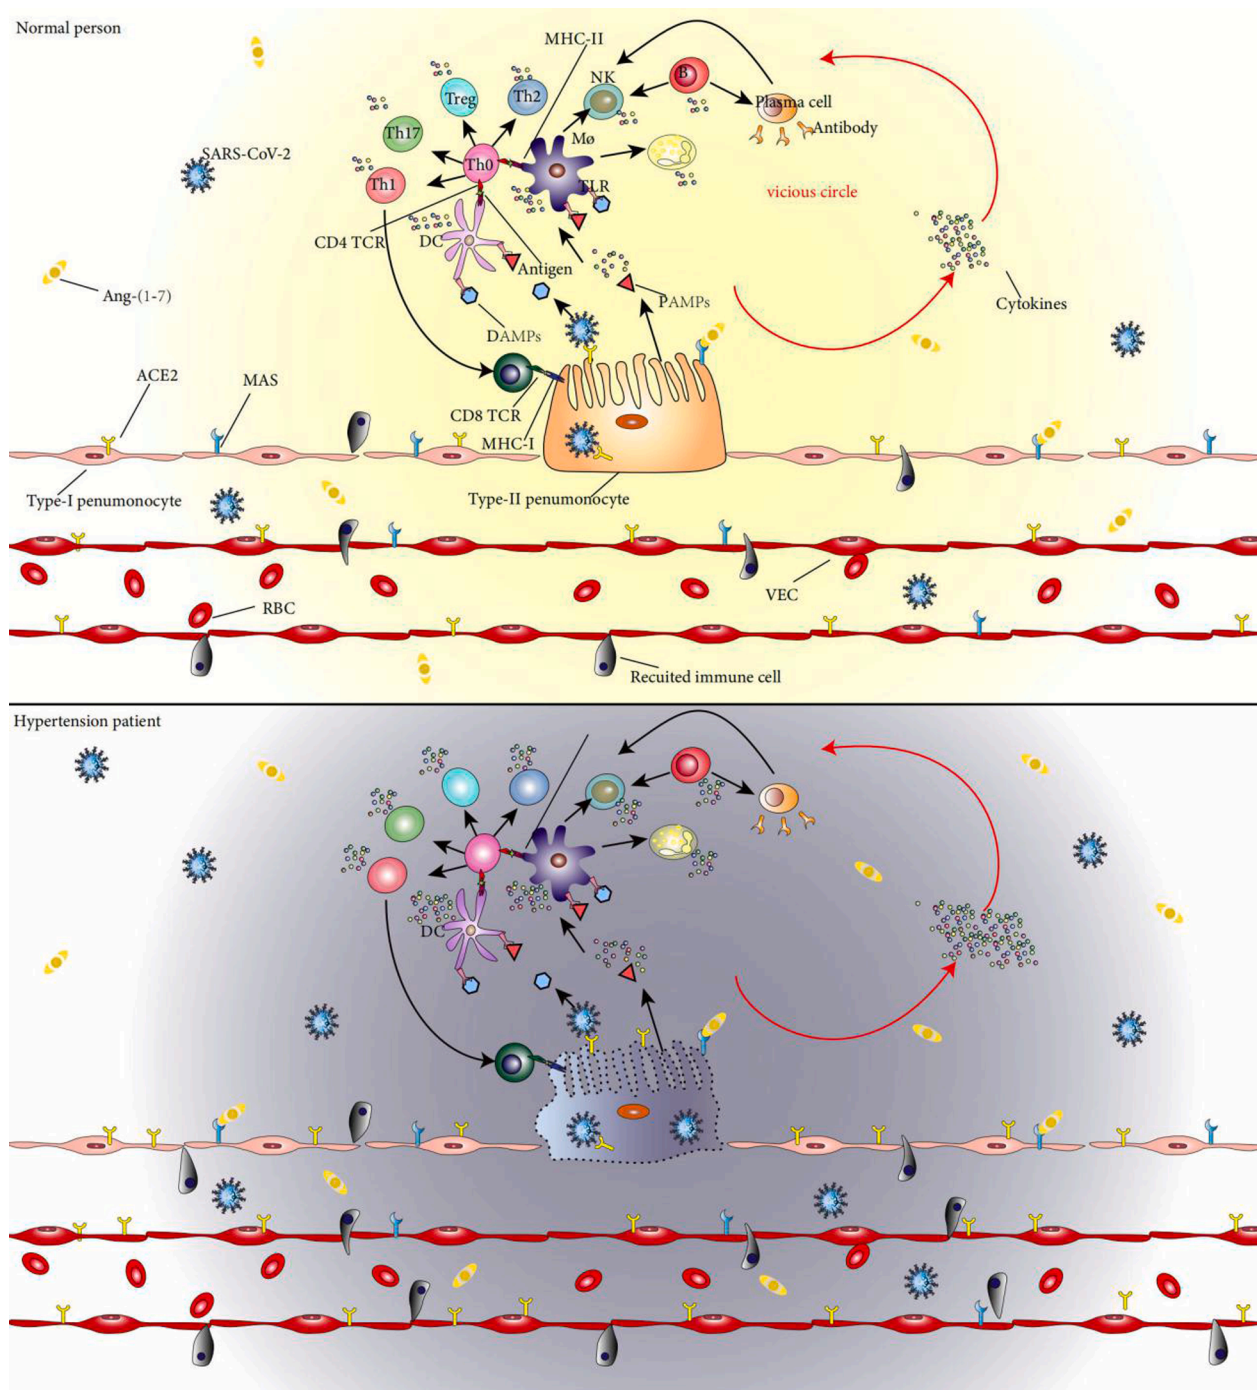 Normal person
MHC-II
NK
B
Treg
Th2
Plasma cell
Antibody
Th17
Mø
SARS-CoV-2
Th0
Th1
TLR
vicious circle
CD4 TCR
DC
Antigen
Ang-(1-7)
PAMPs
Cytokines
DAMPs
ACE2
MAS
CD8 TCR
MHC-I
Type-I penumonocyte
Type-II penumonocyte
VEC
RBC
Recuited immune cell
Hypertension patient
DC